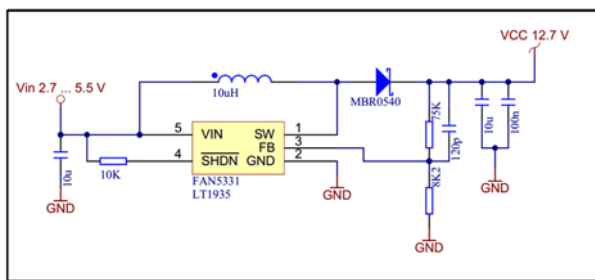 VCC 12.7 V
Vin 2.7 ... 5.5 V
10uH
MBR0540
5 VIN SW 1
FB 3
4 SHDN GND 2
10K
10u
GND
FAN5331
LT1935
GND
75K
120p
8K2
GND
10u
100n
GND